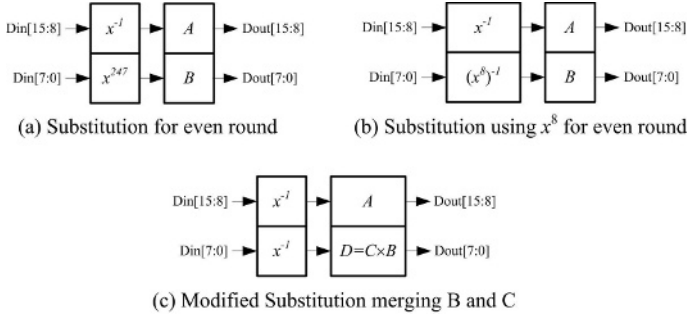 Din[15:8] x⁻¹ A Dout[15:8]
Din[7:0] x²⁴⁷ B Dout[7:0]
(a) Substitution for even round
Din[15:8] x⁻¹ A Dout[15:8]
Din[7:0] (x⁸)⁻¹ B Dout[7:0]
(b) Substitution using x⁸ for even round
Din[15:8] x⁻¹ A Dout[15:8]
Din[7:0] x⁻¹ D=C×B Dout[7:0]
(c) Modified Substitution merging B and C